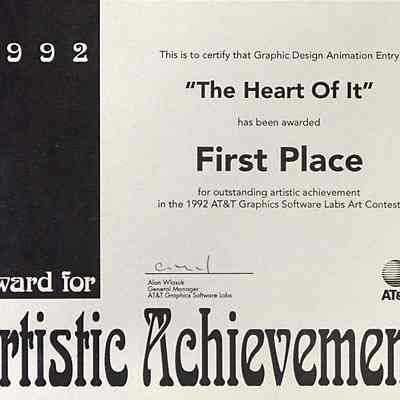 992
This is to certify that Graphic Design Animation Entry
“The Heart Of It”
has been awarded
First Place
for outstanding artistic achievement
in the 1992 AT&T Graphics Software Labs Art Contest
Alan Wlasuk
General Manager
AT&T Graphics Software Labs
AT&
ward for
rtistic Achievemen